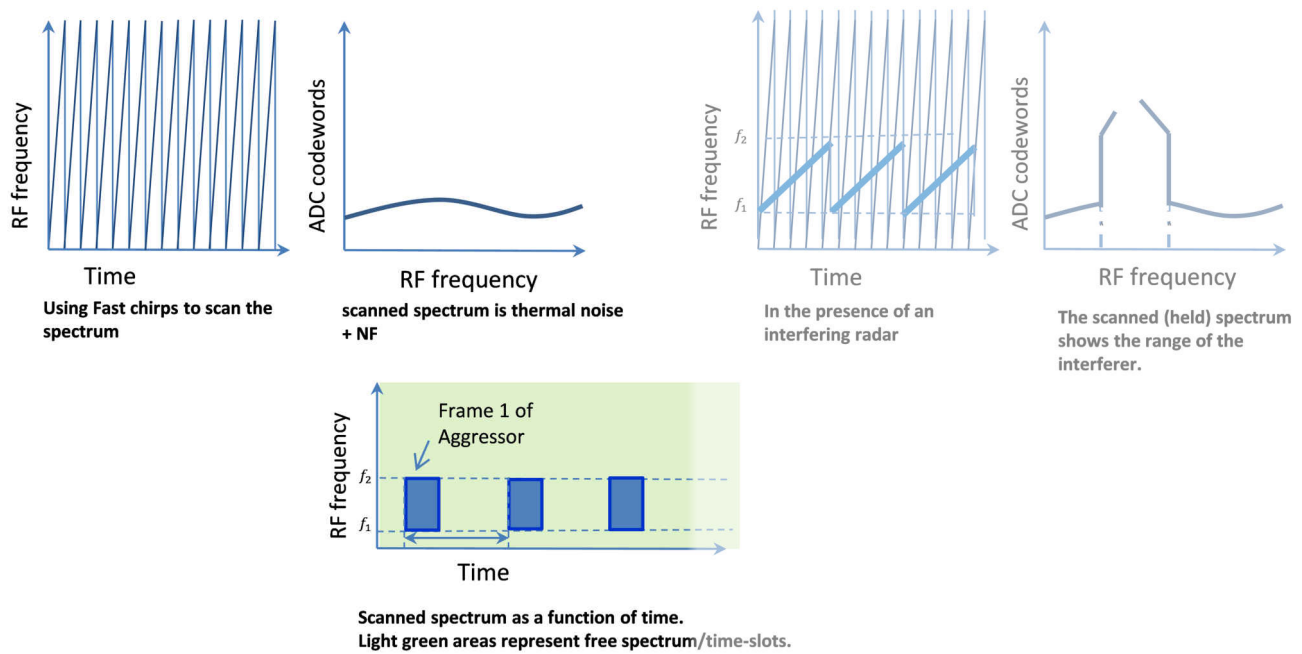 RF frequency
Time
Using Fast chirps to scan the
spectrum
ADC codewords
RF frequency
scanned spectrum is thermal noise
+ NF
RF frequency
f2
f1
Time
In the presence of an
interfering radar
ADC codewords
RF frequency
The scanned (held) spectrum
shows the range of the
interferer.
RF frequency
Frame 1 of
Aggressor
f2
f1
Time
Scanned spectrum as a function of time.
Light green areas represent free spectrum/time-slots.